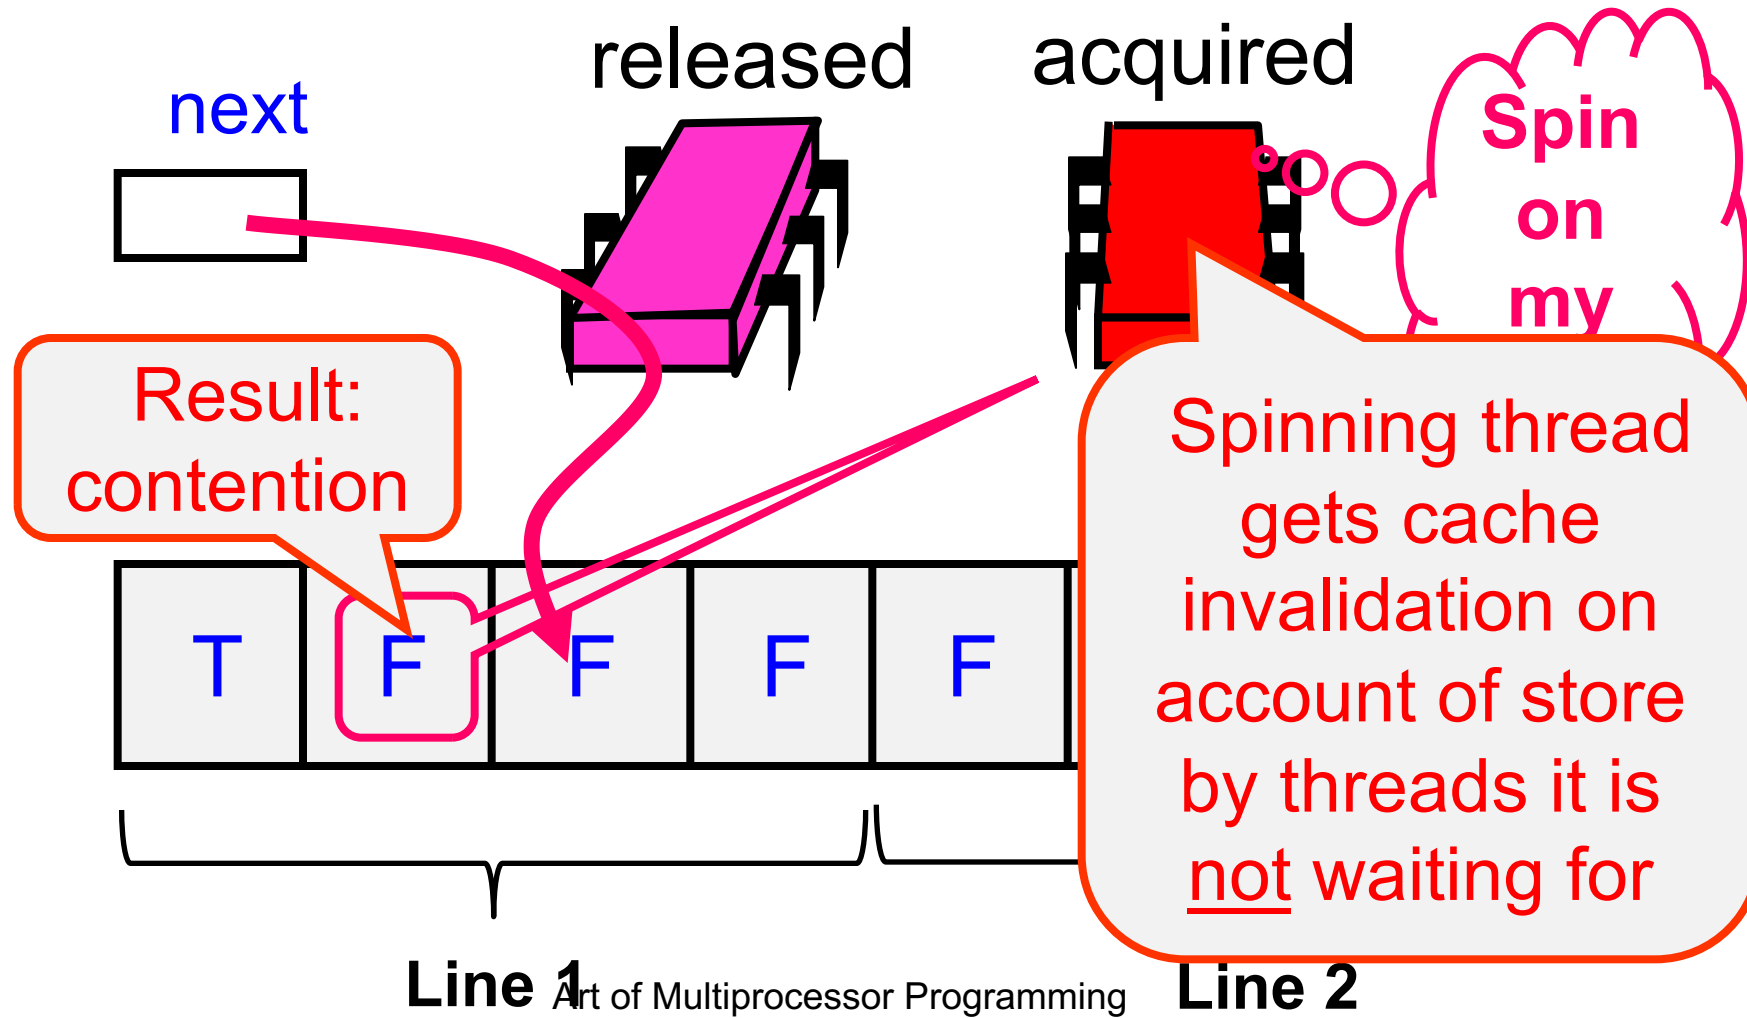 next
released
acquired
Spin
on
my
Result:
contention
Spinning thread
gets cache
invalidation on
account of store
by threads it is
not waiting for
T F F F F
Line 1
Line 2
Art of Multiprocessor Programming